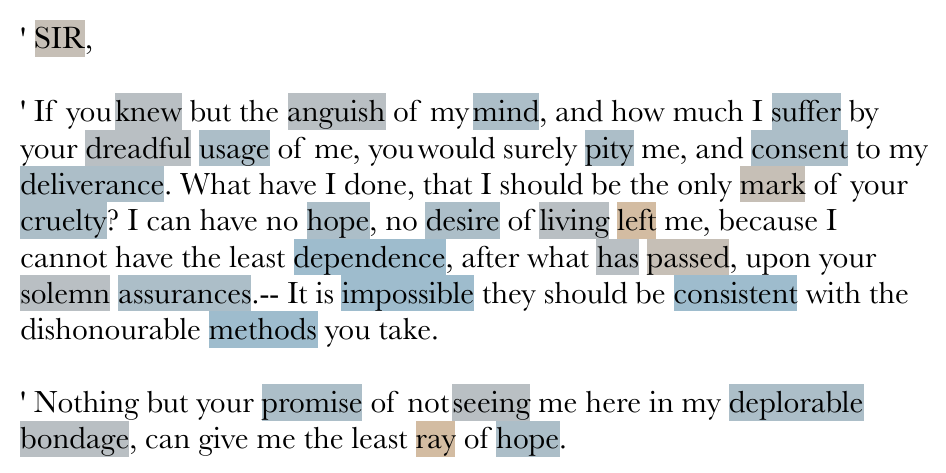 ' SIR,
' If you knew but the anguish of my mind, and how much I suffer by
your dreadful usage of me, you would surely pity me, and consent to my
deliverance. What have I done, that I should be the only mark of your
cruelty? I can have no hope, no desire of living left me, because I
cannot have the least dependence, after what has passed, upon your
solemn assurances.-- It is impossible they should be consistent with the
dishonourable methods you take.
' Nothing but your promise of not seeing me here in my deplorable
bondage, can give me the least ray of hope.